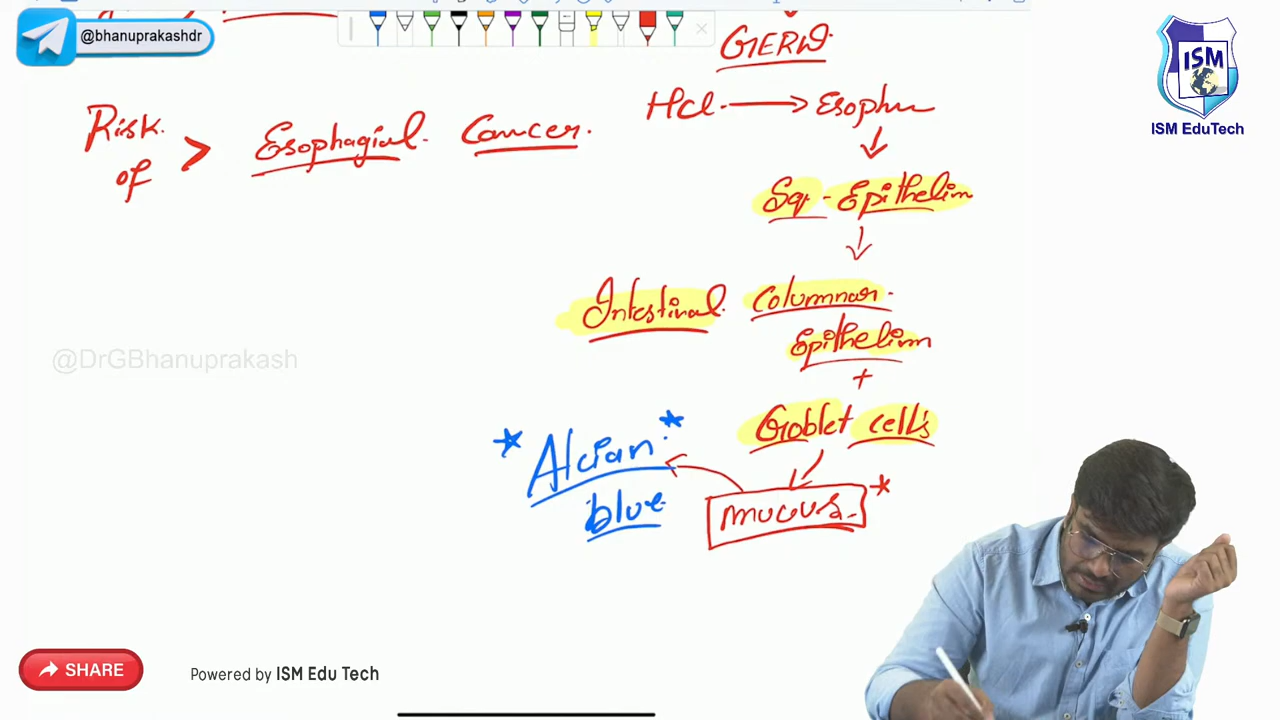 @bhanuprakashdr
GERD.
HCl → Esophu
ISM
ISM EduTech
Risk of > Esophagial Cancer.
Sq. - Epithelim
Intestinal Columnar.
Epithelim
+
@DrGBhanuprakash
Goblet cells
* Alcian *
blue
mucus. *
SHARE
Powered by ISM Edu Tech